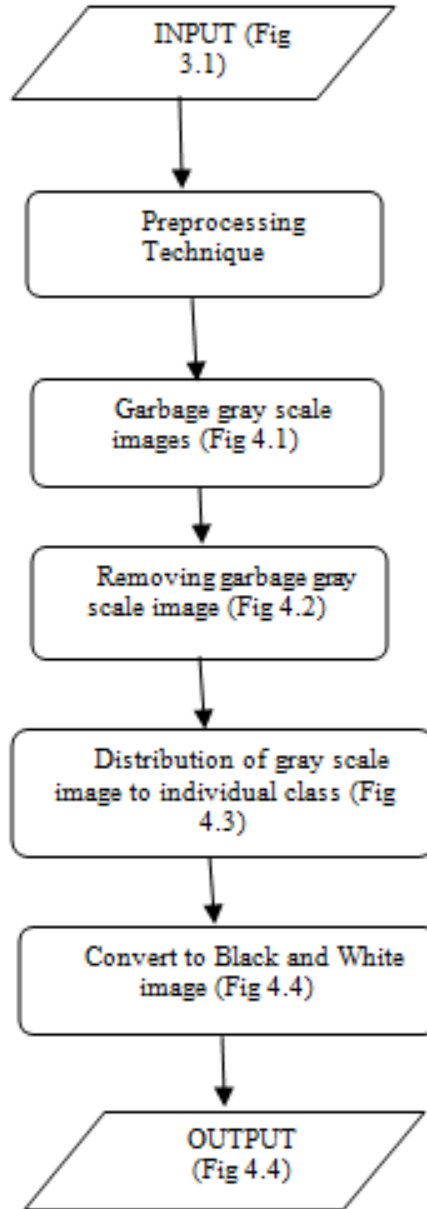 INPUT (Fig
3.1)
Preprocessing
Technique
Garbage gray scale
images (Fig 4.1)
Removing garbage gray
scale image (Fig 4.2)
Distribution of gray scale
image to individual class (Fig
4.3)
Convert to Black and White
image (Fig 4.4)
OUTPUT
(Fig 4.4)